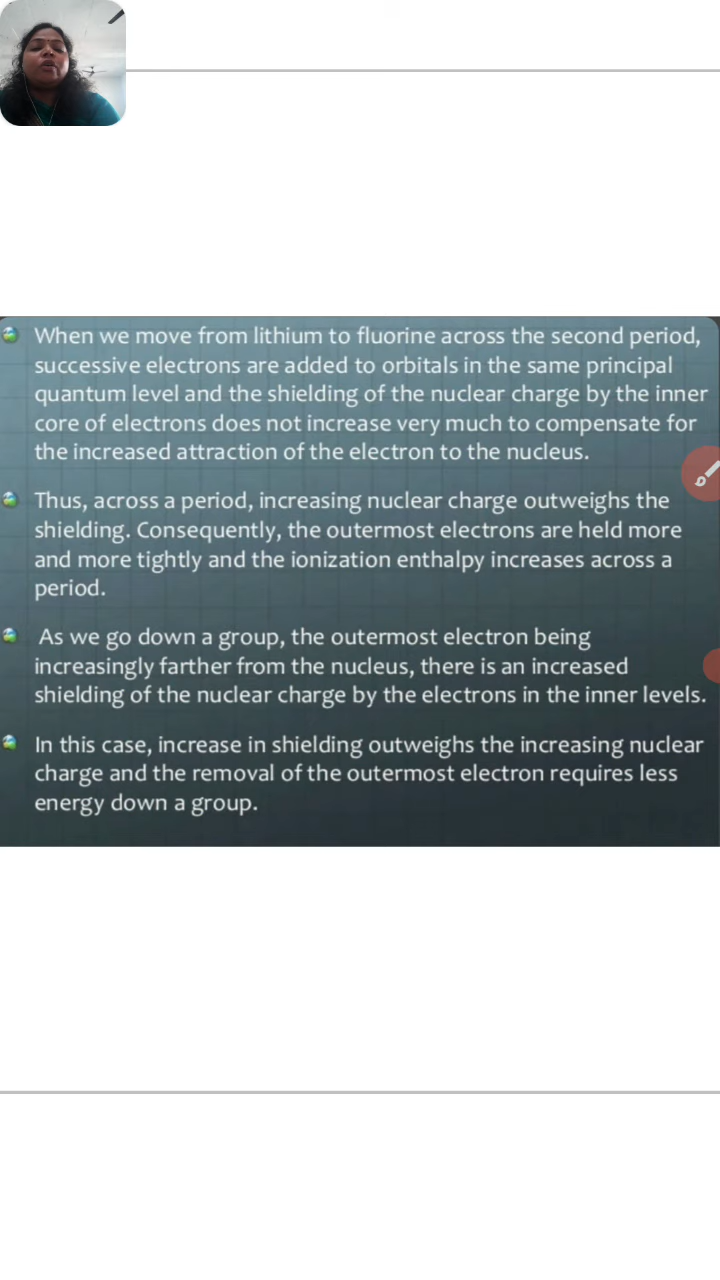 When we move from lithium to fluorine across the second period,
successive electrons are added to orbitals in the same principal
quantum level and the shielding of the nuclear charge by the inner
core of electrons does not increase very much to compensate for
the increased attraction of the electron to the nucleus.
Thus, across a period, increasing nuclear charge outweighs the
shielding. Consequently, the outermost electrons are held more
and more tightly and the ionization enthalpy increases across a
period.
As we go down a group, the outermost electron being
increasingly farther from the nucleus, there is an increased
shielding of the nuclear charge by the electrons in the inner levels.
In this case, increase in shielding outweighs the increasing nuclear
charge and the removal of the outermost electron requires less
energy down a group.